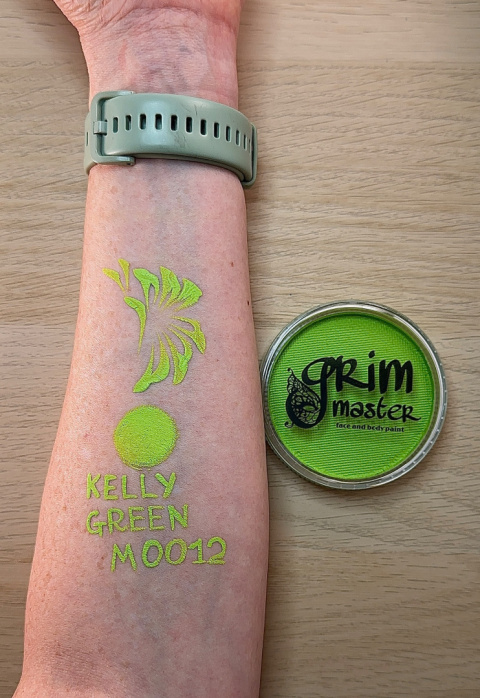 KELLY
GREEN
M0012
GRim
master
face and body paint